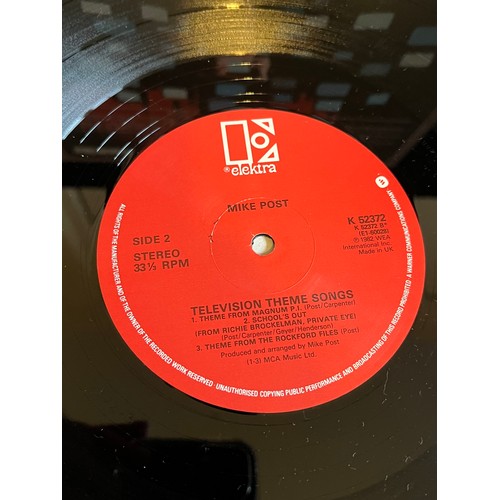 ® elektra
MIKE POST
SIDE 2
STEREO
33⅓ RPM
K 52372
K 52372 B*
(E1-60028)
℗ 1982 WEA
International Inc.
Made in UK
TELEVISION THEME SONGS
1. THEME FROM MAGNUM P.I. (Post/Carpenter)
2. SCHOOL'S OUT
(FROM RICHIE BROCKELMAN, PRIVATE EYE)
(Post/Carpenter/Geyer/Henderson)
3. THEME FROM THE ROCKFORD FILES (Post)
Produced and arranged by Mike Post
(1-3) MCA Music Ltd.
ALL RIGHTS OF THE MANUFACTURER AND OF THE OWNER OF THE RECORDED WORK RESERVED · UNAUTHORISED COPYING PUBLIC PERFORMANCE AND BROADCASTING OF THIS RECORD PROHIBITED
A WARNER COMMUNICATIONS COMPANY